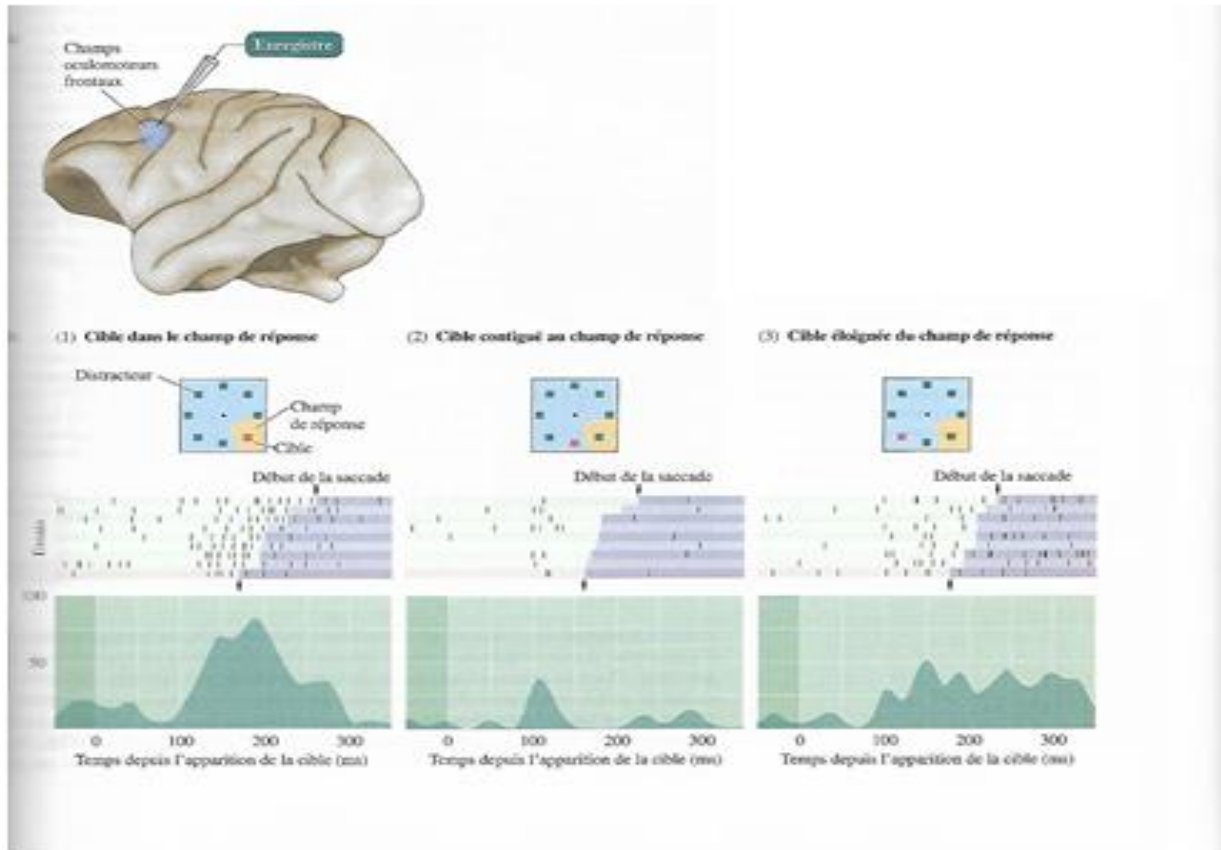 Enregistre
Champs
oculomoteurs
frontaux
(1) Cible dans le champ de réponse
(2) Cible contiguë au champ de réponse
(3) Cible éloignée du champ de réponse
Distracteur
Champ
de réponse
Cible
Début de la saccade
Début de la saccade
Début de la saccade
Essais
100
50
0 100 200 300
0 100 200 300
0 100 200 300
Temps depuis l'apparition de la cible (ms)
Temps depuis l'apparition de la cible (ms)
Temps depuis l'apparition de la cible (ms)